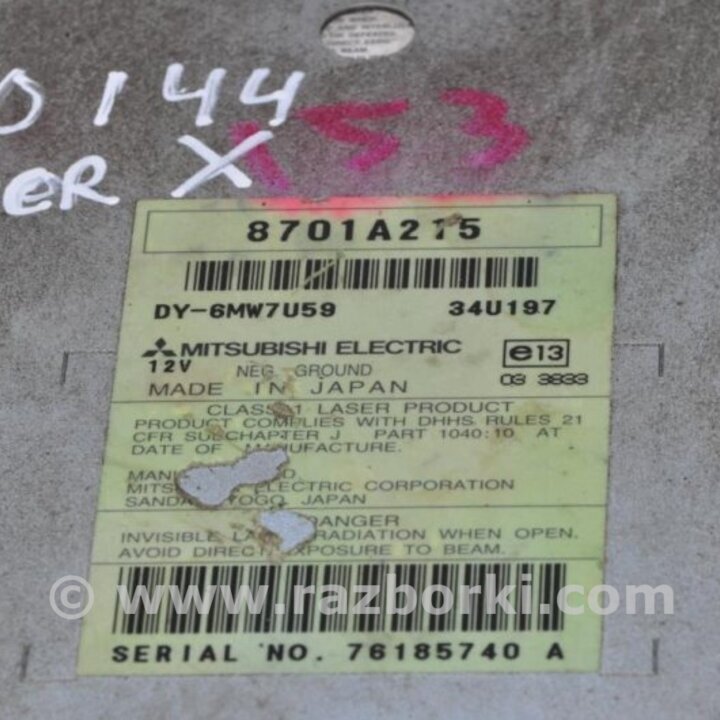 DIRECT
BEAM.
0144
153
ER X
8701A215
DY-6MW7U59 34U197
MITSUBISHI ELECTRIC e13
12V NEG. GROUND 03 3833
MADE IN JAPAN
CLASS 1 LASER PRODUCT
PRODUCT COMPLIES WITH DHHS RULES 21
CFR SUBCHAPTER J PART 1040:10 AT
DATE OF MANUFACTURE.
ELECTRIC CORPORATION
JAPAN
DANGER
INVISIBLE RADIATION WHEN OPEN.
AVOID DIRECT EXPOSURE TO BEAM.
© www.razborki.com
SERIAL NO. 76185740 A